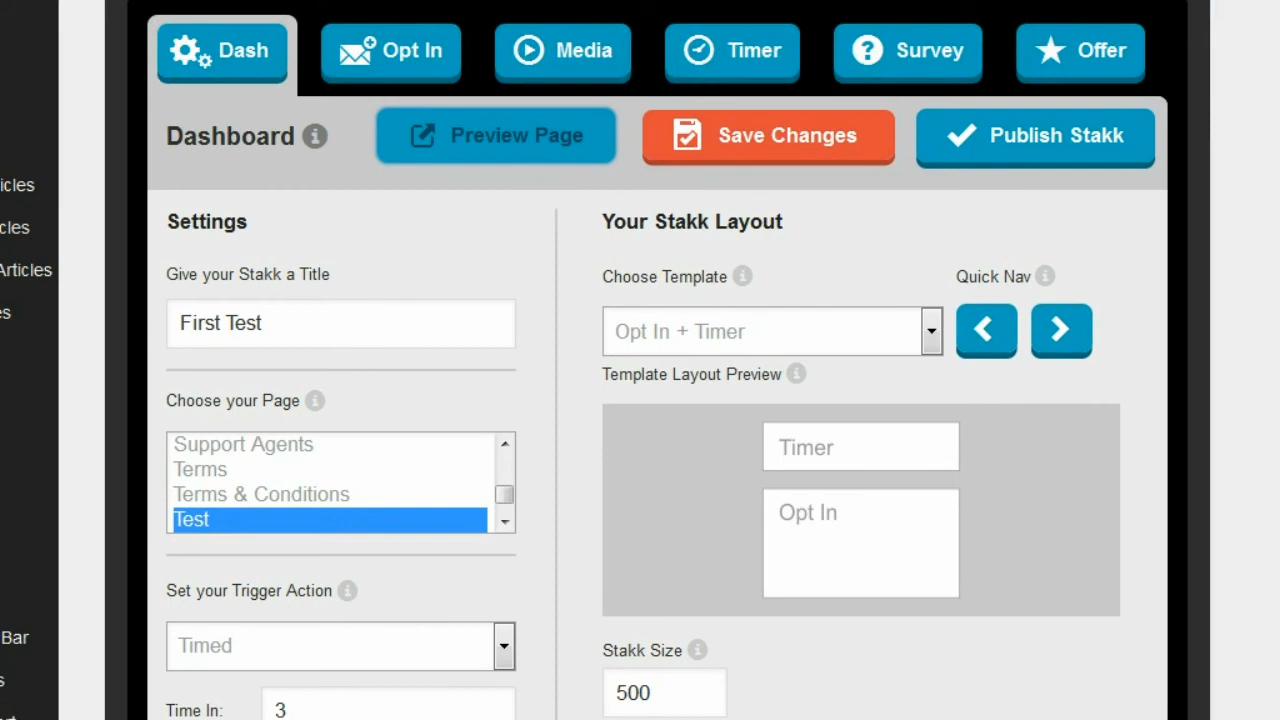 Dash Opt In Media Timer Survey Offer
Dashboard Preview Page Save Changes Publish Stakk
icles
cles
Articles
s
Settings
Give your Stakk a Title
First Test
Choose your Page
Support Agents
Terms
Terms & Conditions
Test
Set your Trigger Action
Timed
Time In: 3
Your Stakk Layout
Choose Template Quick Nav
Opt In + Timer
Template Layout Preview
Timer
Opt In
Stakk Size
500
Bar
s